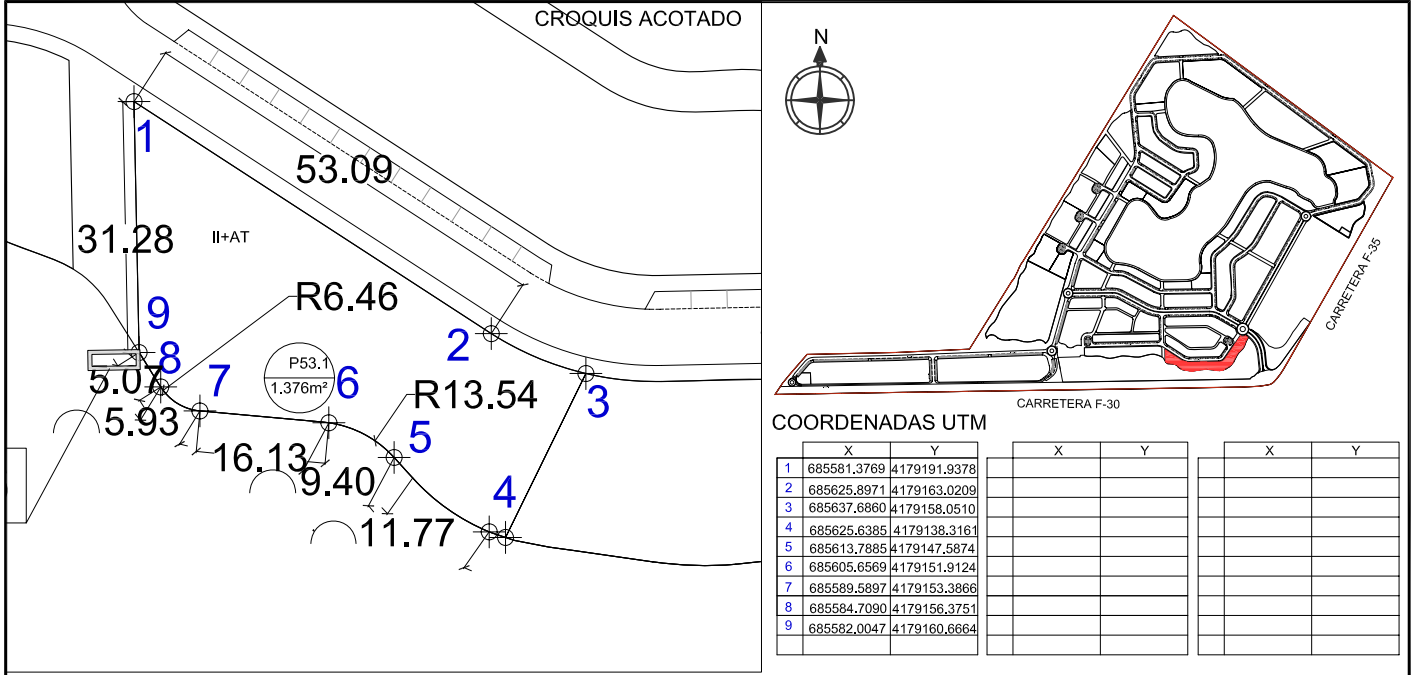 CROQUIS ACOTADO
1
53.09
31.28
II+AT
R6.46
9
8
2
5.07
7
P53.1
1.376m²
6
R13.54
3
5.93
5
16.13
9.40
4
11.77
N
CARRETERA F-35
CARRETERA F-30
COORDENADAS UTM
X Y X Y X Y
1 685581.3769 4179191.9378
2 685625.8971 4179163.0209
3 685637.6860 4179158.0510
4 685625.6385 4179138.3161
5 685613.7885 4179147.5874
6 685605.6569 4179151.9124
7 685589.5897 4179153.3866
8 685584.7090 4179156.3751
9 685582.0047 4179160.6664